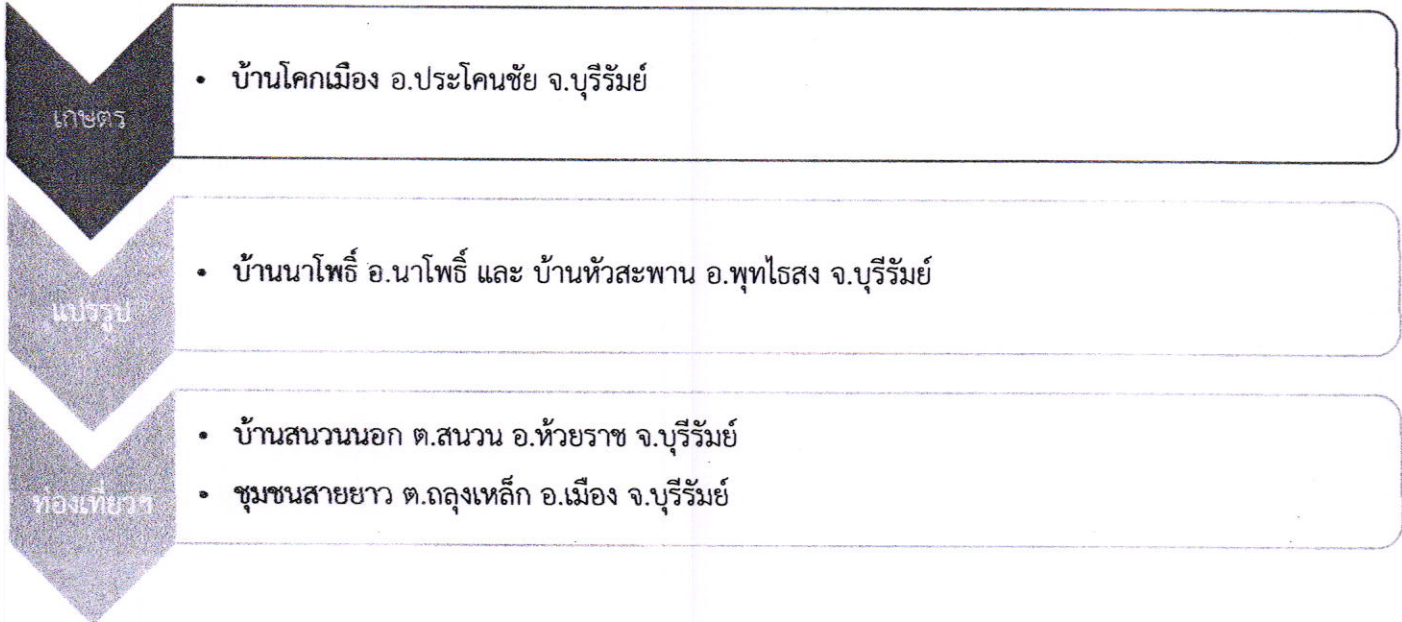 เกษตร
• บ้านโคกเมือง อ.ประโคนชัย จ.บุรีรัมย์
แปรรูป
• บ้านนาโพธิ์ อ.นาโพธิ์ และ บ้านหัวสะพาน อ.พุทไธสง จ.บุรีรัมย์
ท่องเที่ยวฯ
• บ้านสนวนนอก ต.สนวน อ.ห้วยราช จ.บุรีรัมย์
• ชุมชนสายยาว ต.ถลุงเหล็ก อ.เมือง จ.บุรีรัมย์